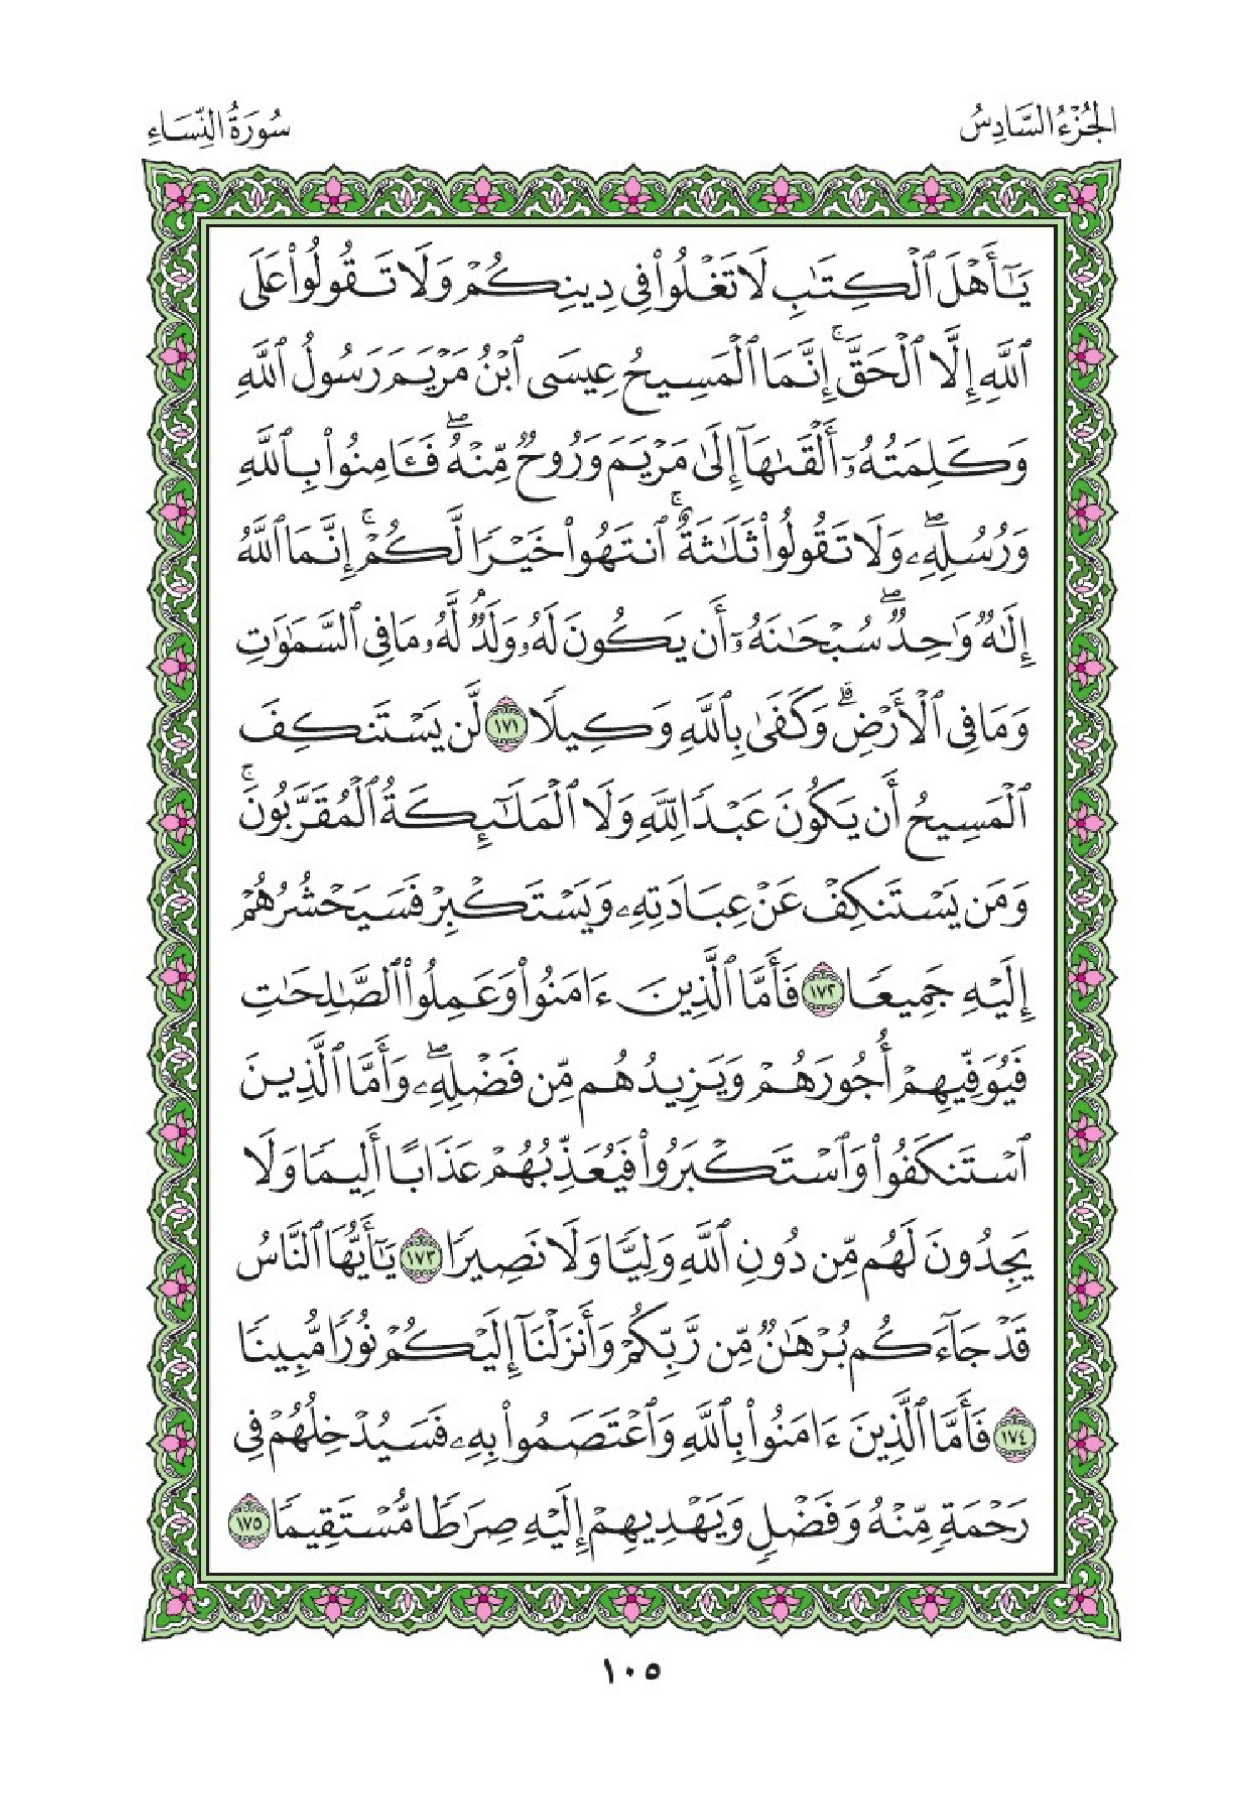 الجُزْءُ السَّادِسُ
سُورَةُ النِّسَاءِ
يَٰٓأَهْلَ ٱلْكِتَٰبِ لَا تَغْلُوا۟ فِى دِينِكُمْ وَلَا تَقُولُوا۟ عَلَى
ٱللَّهِ إِلَّا ٱلْحَقَّ ۚ إِنَّمَا ٱلْمَسِيحُ عِيسَى ٱبْنُ مَرْيَمَ رَسُولُ ٱللَّهِ
وَكَلِمَتُهُۥٓ أَلْقَىٰهَآ إِلَىٰ مَرْيَمَ وَرُوحٌ مِّنْهُ ۖ فَـَٔامِنُوا۟ بِٱللَّهِ
وَرُسُلِهِۦ ۖ وَلَا تَقُولُوا۟ ثَلَٰثَةٌ ۚ ٱنتَهُوا۟ خَيْرًا لَّكُمْ ۚ إِنَّمَا ٱللَّهُ
إِلَٰهٌ وَٰحِدٌ ۖ سُبْحَٰنَهُۥٓ أَن يَكُونَ لَهُۥ وَلَدٌ ۘ لَّهُۥ مَا فِى ٱلسَّمَٰوَٰتِ
وَمَا فِى ٱلْأَرْضِ ۗ وَكَفَىٰ بِٱللَّهِ وَكِيلًا ١٧١ لَّن يَسْتَنكِفَ
ٱلْمَسِيحُ أَن يَكُونَ عَبْدًا لِّلَّهِ وَلَا ٱلْمَلَٰٓئِكَةُ ٱلْمُقَرَّبُونَ ۚ
وَمَن يَسْتَنكِفْ عَنْ عِبَادَتِهِۦ وَيَسْتَكْبِرْ فَسَيَحْشُرُهُمْ
إِلَيْهِ جَمِيعًا ١٧٢ فَأَمَّا ٱلَّذِينَ ءَامَنُوا۟ وَعَمِلُوا۟ ٱلصَّٰلِحَٰتِ
فَيُوَفِّيهِمْ أُجُورَهُمْ وَيَزِيدُهُم مِّن فَضْلِهِۦ ۖ وَأَمَّا ٱلَّذِينَ
ٱسْتَنكَفُوا۟ وَٱسْتَكْبَرُوا۟ فَيُعَذِّبُهُمْ عَذَابًا أَلِيمًا وَلَا
يَجِدُونَ لَهُم مِّن دُونِ ٱللَّهِ وَلِيًّا وَلَا نَصِيرًا ١٧٣ يَٰٓأَيُّهَا ٱلنَّاسُ
قَدْ جَآءَكُم بُرْهَٰنٌ مِّن رَّبِّكُمْ وَأَنزَلْنَآ إِلَيْكُمْ نُورًا مُّبِينًا
١٧٤ فَأَمَّا ٱلَّذِينَ ءَامَنُوا۟ بِٱللَّهِ وَٱعْتَصَمُوا۟ بِهِۦ فَسَيُدْخِلُهُمْ فِى
رَحْمَةٍ مِّنْهُ وَفَضْلٍ وَيَهْدِيهِمْ إِلَيْهِ صِرَٰطًا مُّسْتَقِيمًا ١٧٥
١٠٥